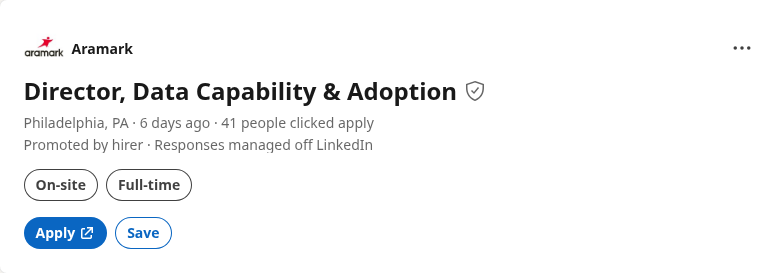 aramark
Aramark
Director, Data Capability & Adoption
Philadelphia, PA · 6 days ago · 41 people clicked apply
Promoted by hirer · Responses managed off LinkedIn
On-site Full-time
Apply Save